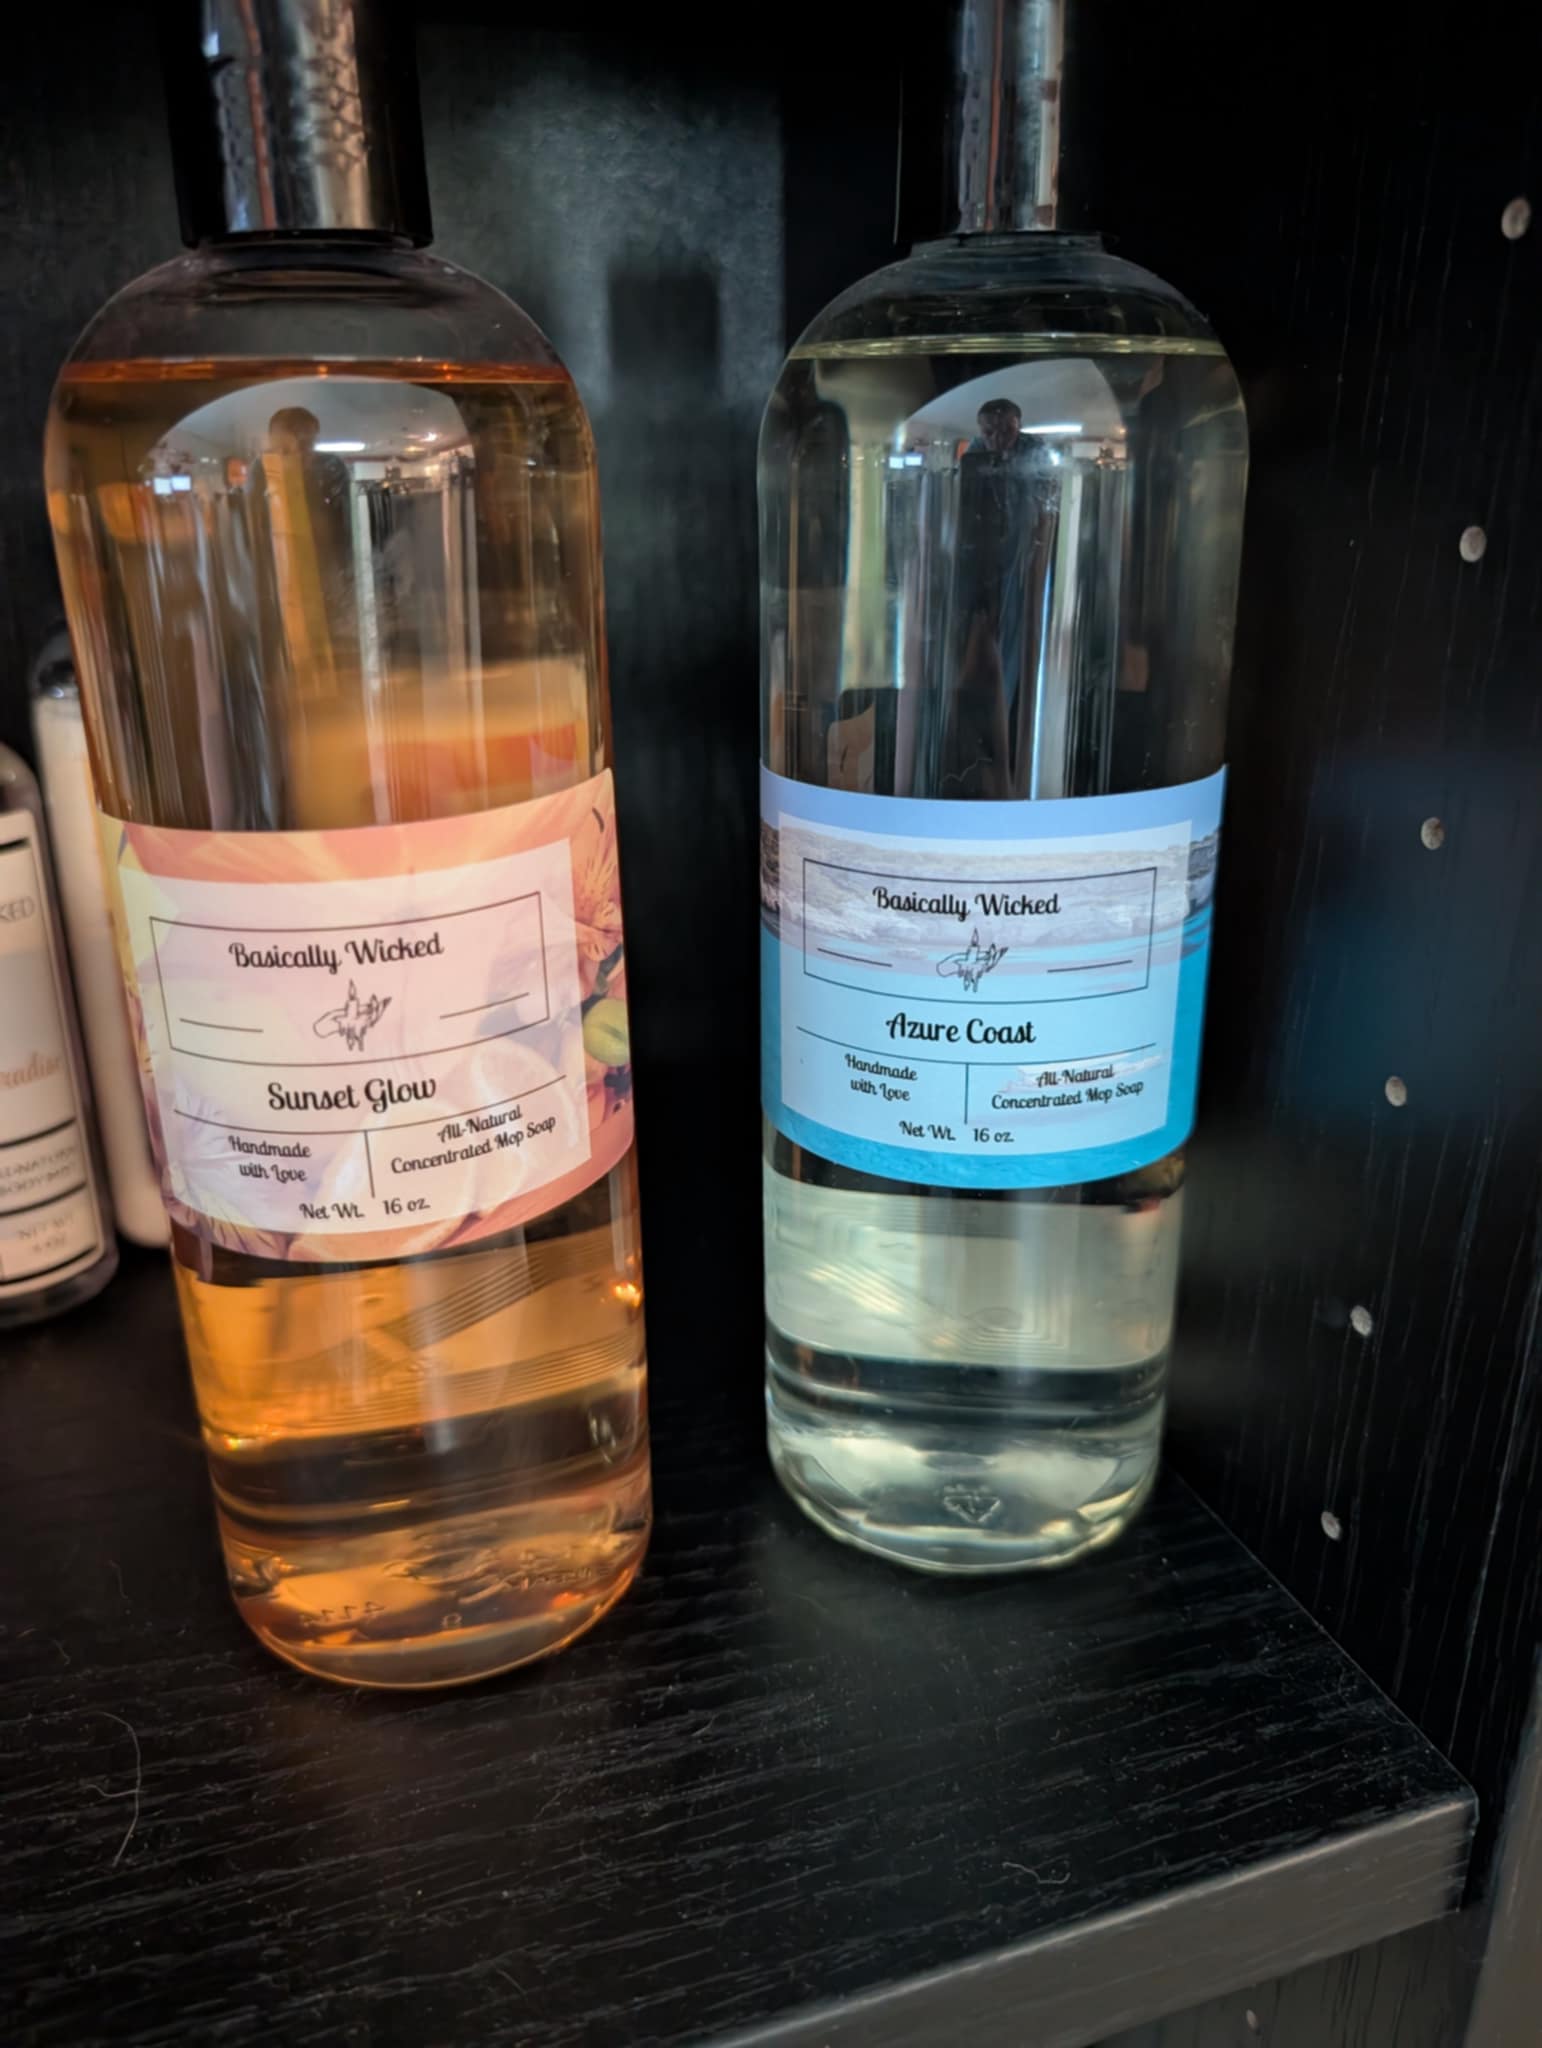 Basically Wicked
Sunset Glow
Handmade
with Love
All-Natural
Concentrated Mop Soap
Net Wt. 16 oz.
Basically Wicked
Azure Coast
Handmade
with Love
All-Natural
Concentrated Mop Soap
Net Wt. 16 oz.